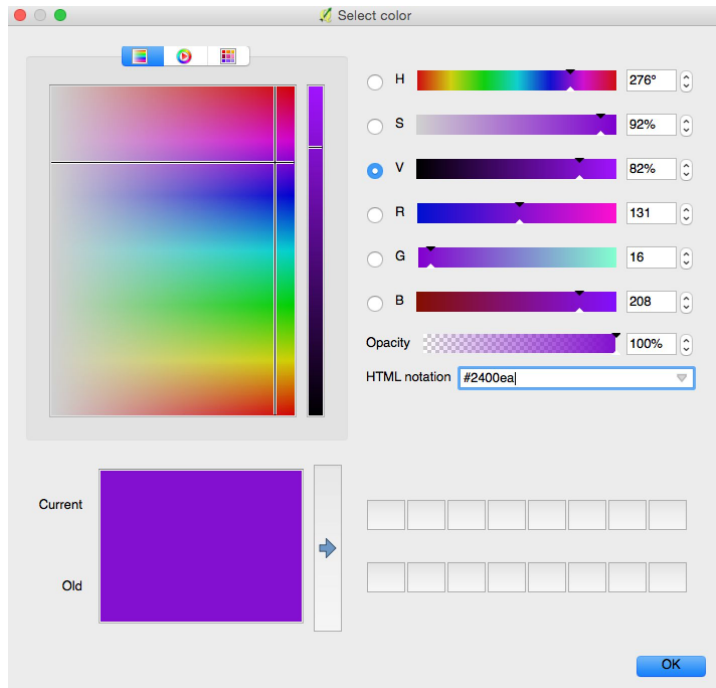 Select color
H 276°
S 92%
V 82%
R 131
G 16
B 208
Opacity 100%
HTML notation #2400ea
Current
Old
OK